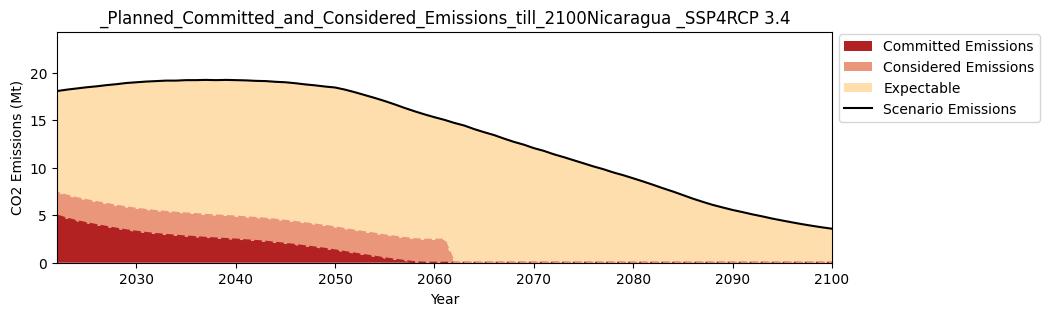 _Planned_Committed_and_Considered_Emissions_till_2100Nicaragua _SSP4RCP 3.4
Committed Emissions
Considered Emissions
Expectable
Scenario Emissions
CO2 Emissions (Mt)
20
15
10
5
0
2030 2040 2050 2060 2070 2080 2090 2100
Year